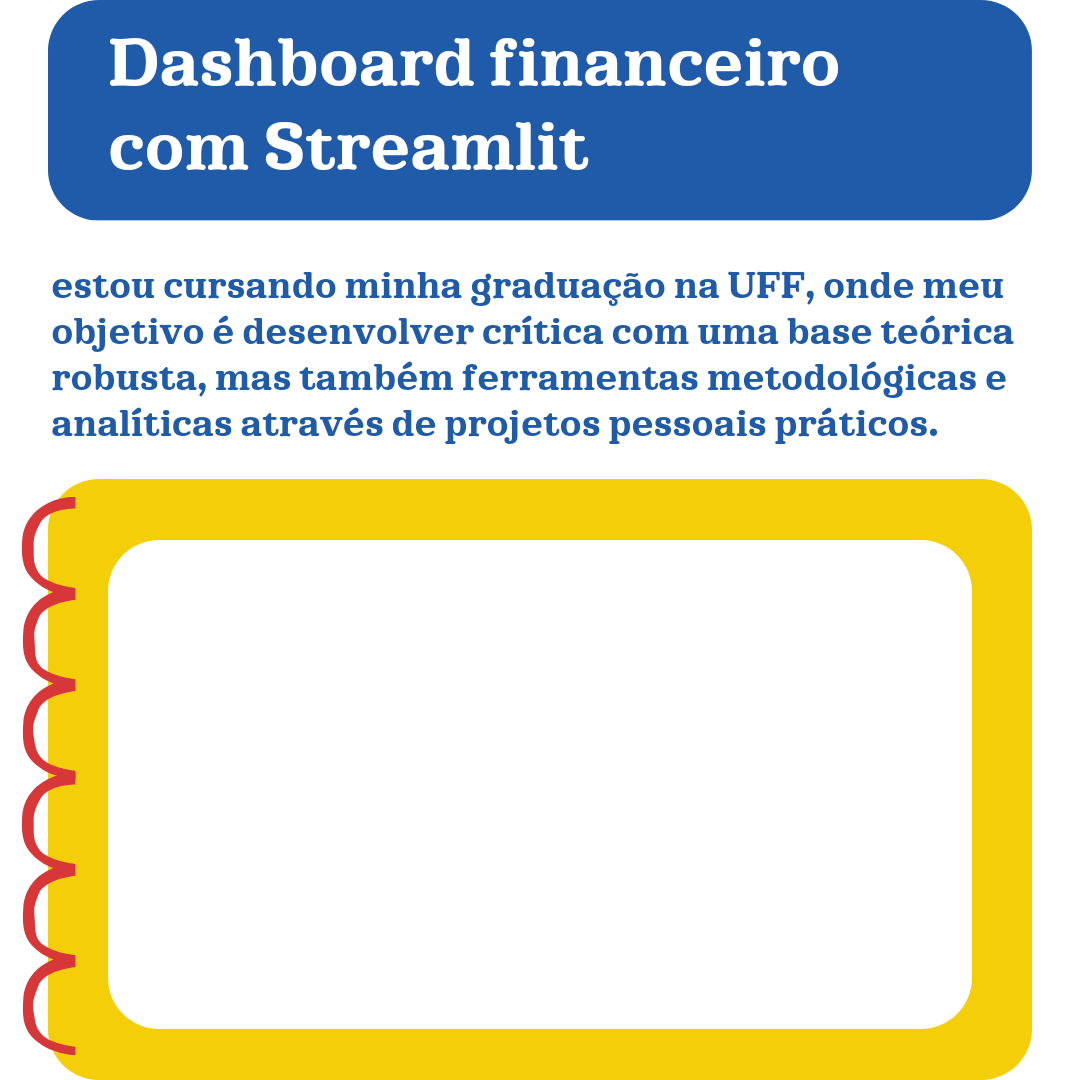 Dashboard financeiro
com Streamlit
estou cursando minha graduação na UFF, onde meu
objetivo é desenvolver crítica com uma base teórica
robusta, mas também ferramentas metodológicas e
analíticas através de projetos pessoais práticos.